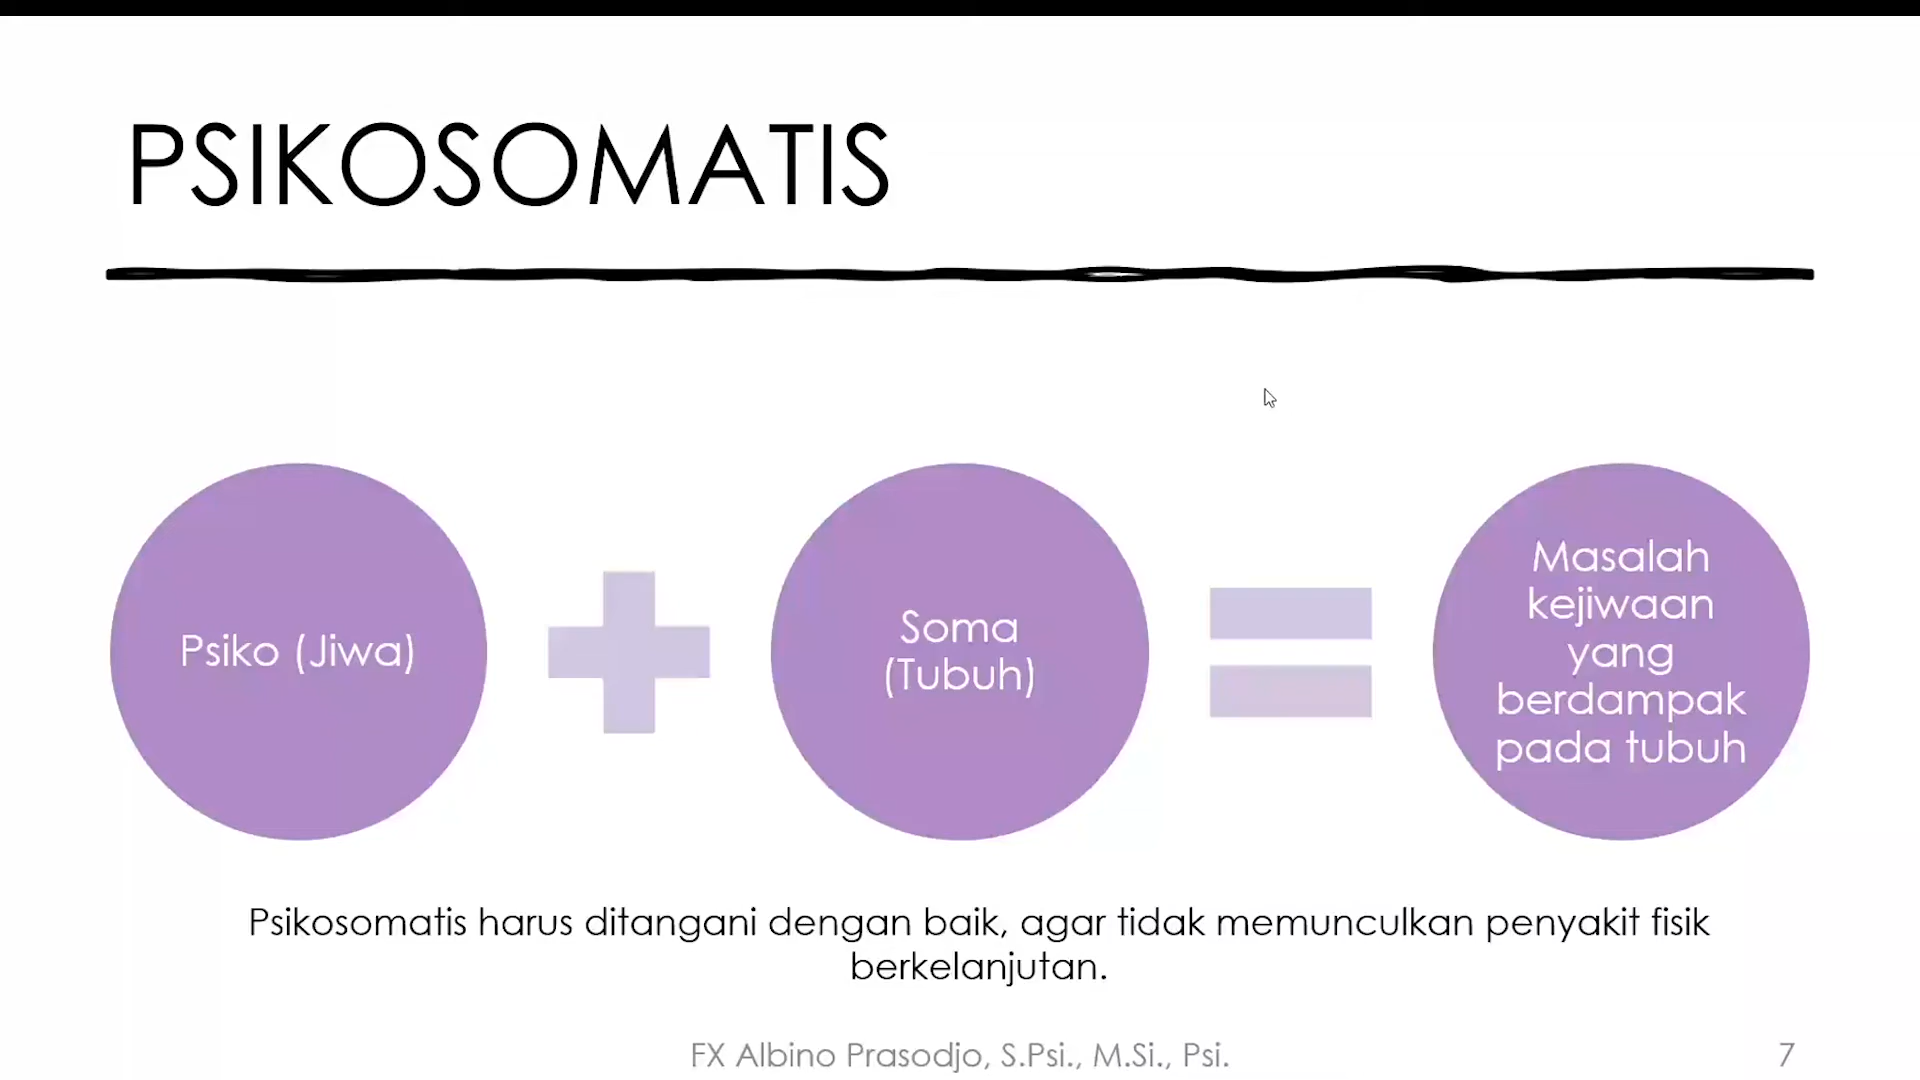 PSIKOSOMATIS
Psiko (Jiwa)
Soma
(Tubuh)
Masalah
kejiwaan
yang
berdampak
pada tubuh
Psikosomatis harus ditangani dengan baik, agar tidak memunculkan penyakit fisik
berkelanjutan.
FX Albino Prasodjo, S.Psi., M.Si., Psi.
7